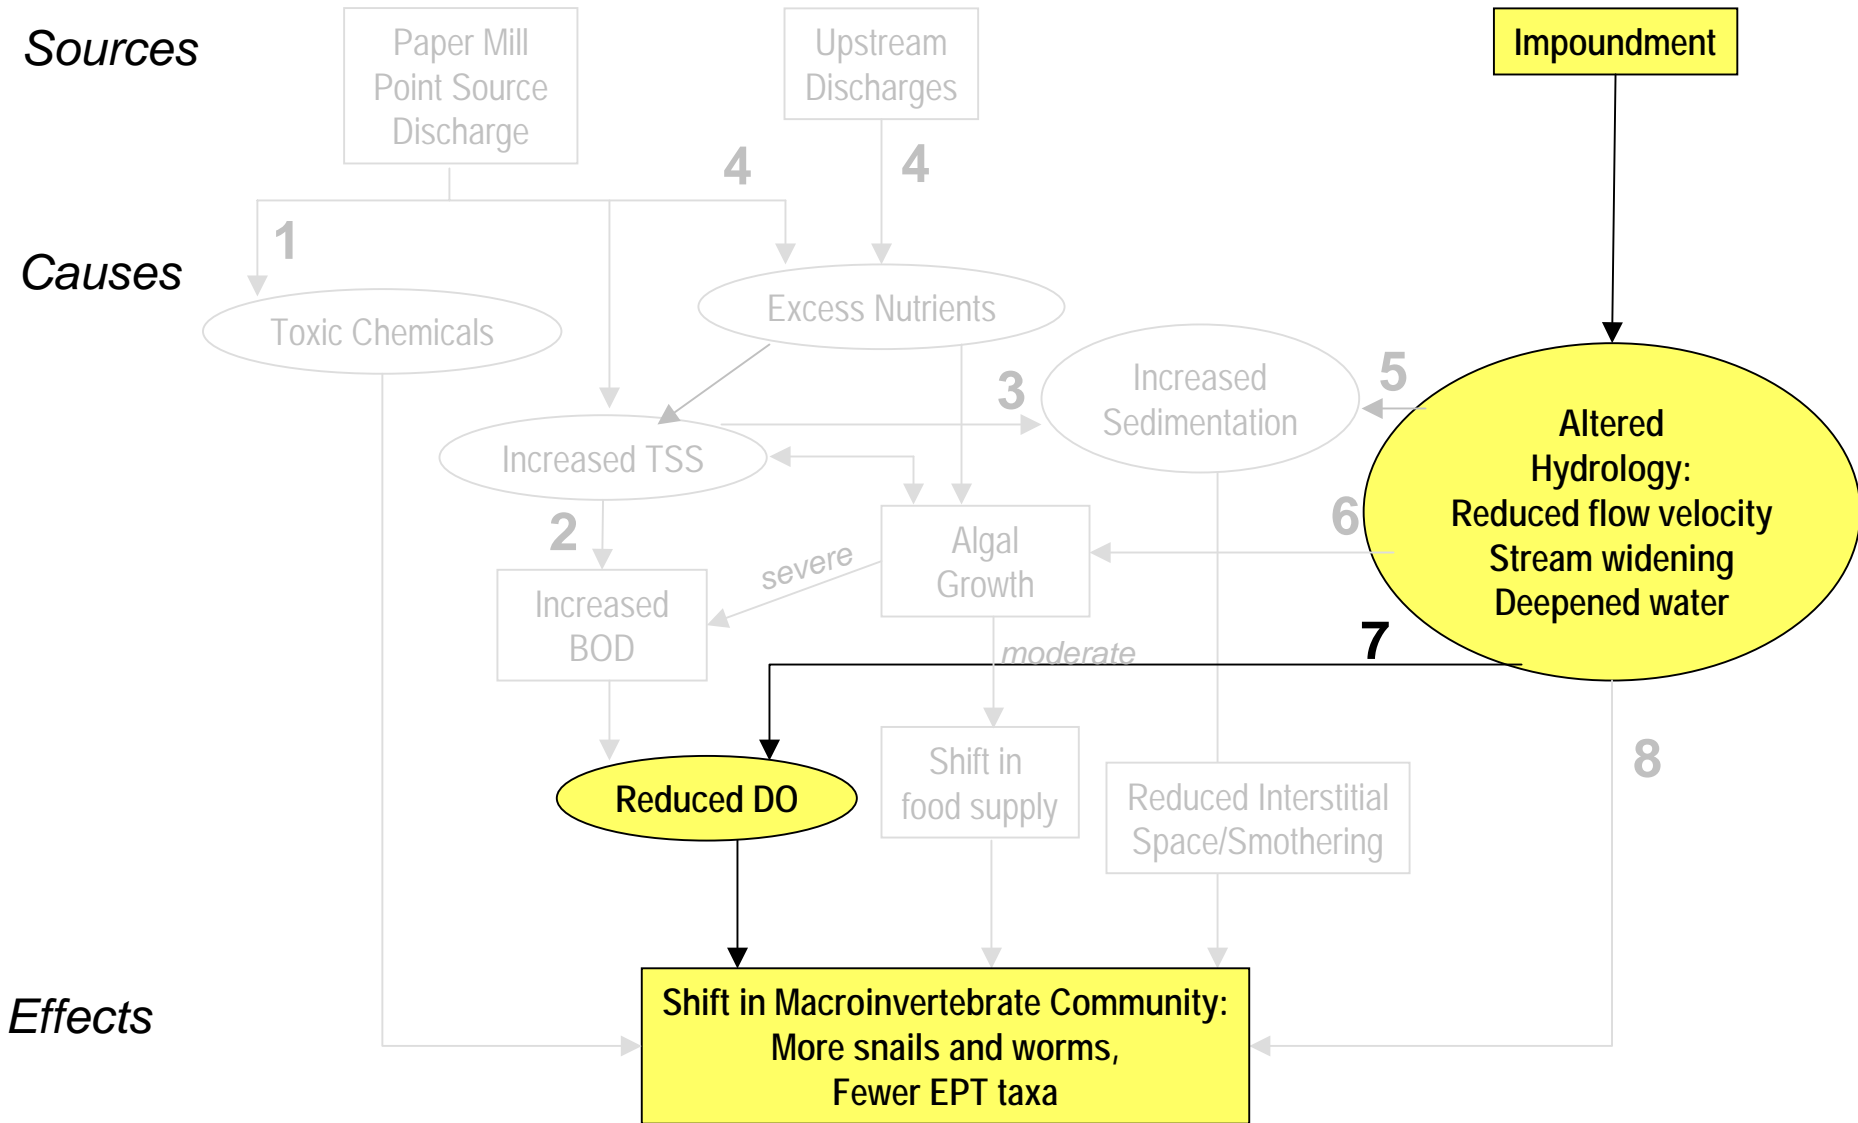 Sources
Paper Mill
Point Source
Discharge
Upstream
Discharges
Impoundment
4
4
1
Causes
Toxic Chemicals
Excess Nutrients
3
Increased
Sedimentation
5
Altered
Hydrology:
Reduced flow velocity
Stream widening
Deepened water
Increased TSS
2
severe
Algal
Growth
6
Increased
BOD
moderate
7
Reduced DO
Shift in
food supply
Reduced Interstitial
Space/Smothering
8
Effects
Shift in Macroinvertebrate Community:
More snails and worms,
Fewer EPT taxa